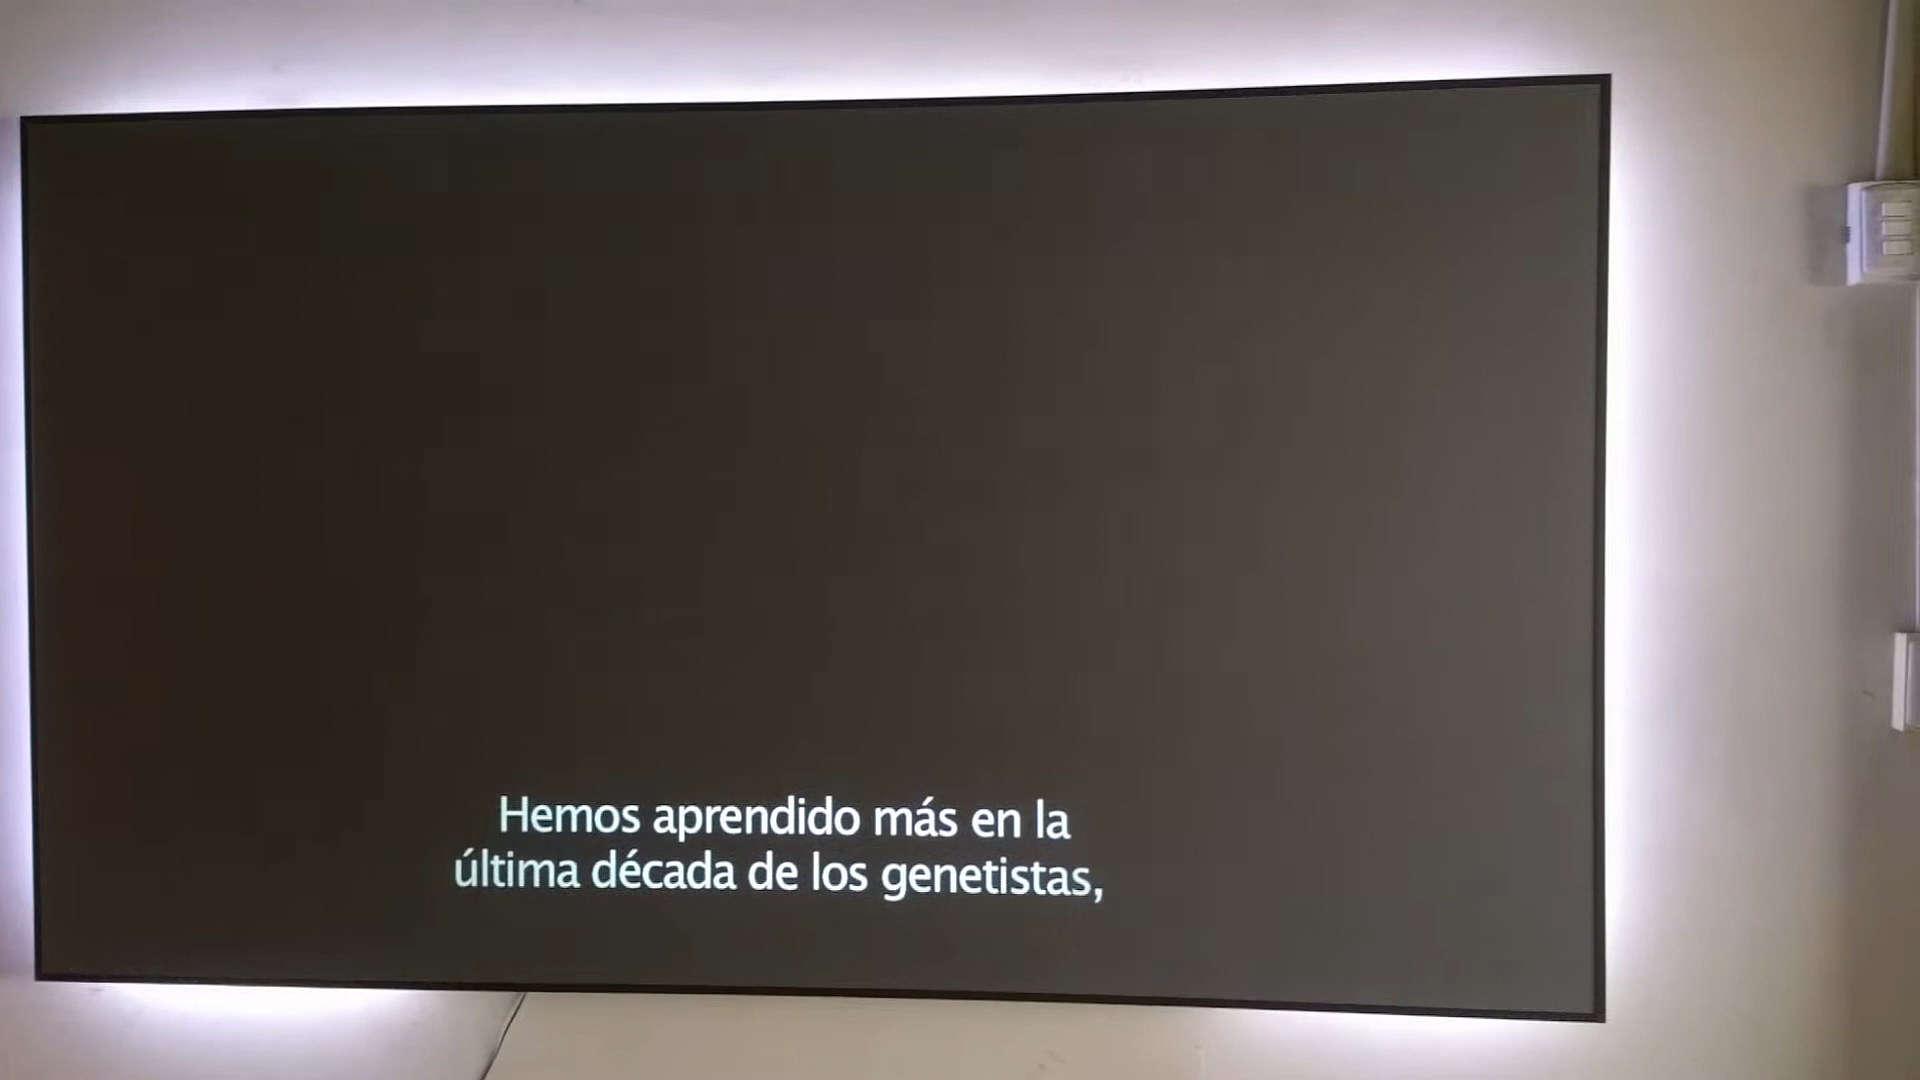 Hemos aprendido más en la
última década de los genetistas,